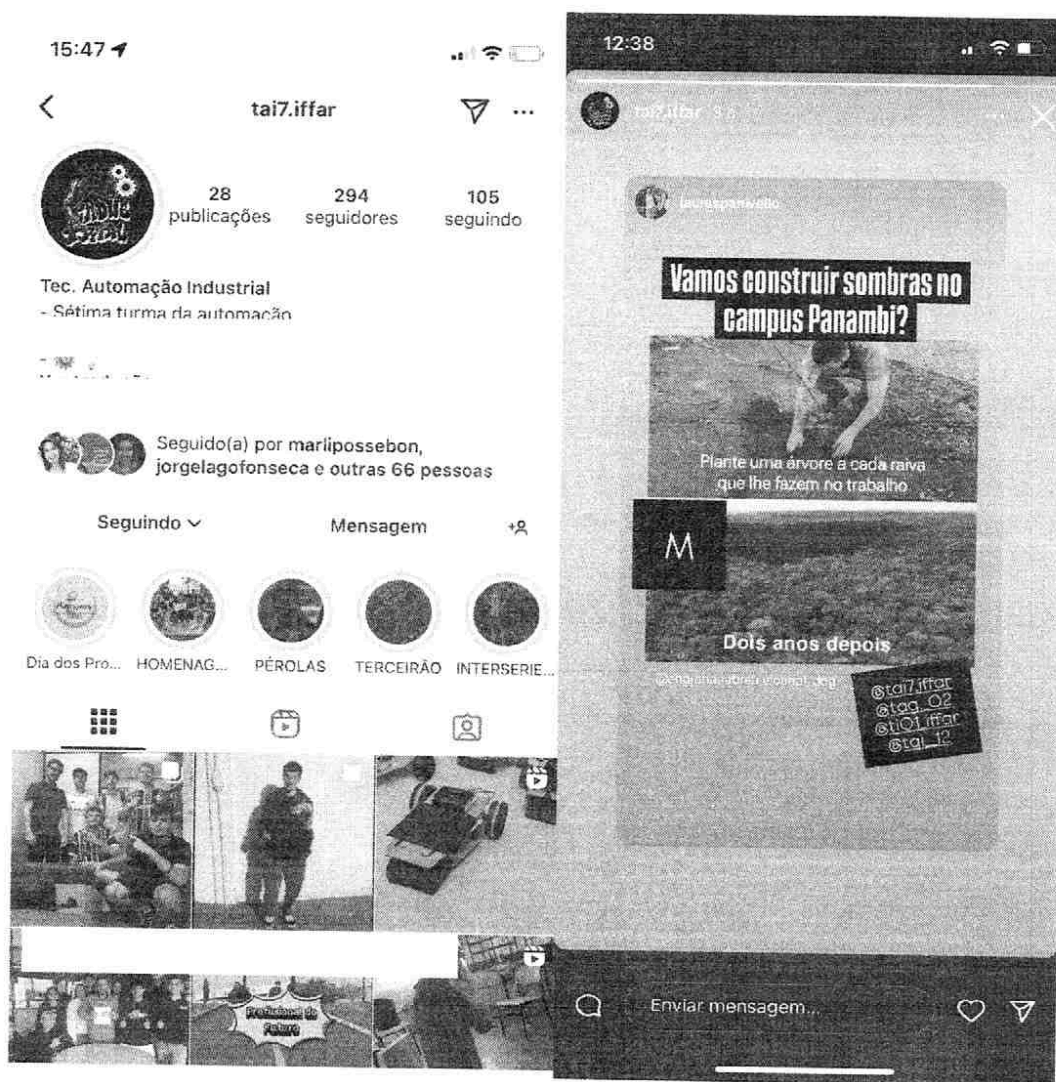 15:47
tai7.iffar
28
294
105
publicações
seguidores
seguindo
Tec. Automação Industrial
- Sétima turma da automação
Seguido(a) por marlipossebon,
jorgelagofonseca e outras 66 pessoas
Seguindo
Mensagem
Dia dos Pro...
HOMENAG...
PÉROLAS
TERCEIRÃO
INTERSERIE...
Profissional do
Futuro
12:38
tai7.iffar
Vamos construir sombras no
campus Panambi?
Plante uma árvore a cada raiva
que lhe fazem no trabalho
M
Dois anos depois
@tai7.iffar
@tag_02
@ti01.iffar
@tai_12
Enviar mensagem...